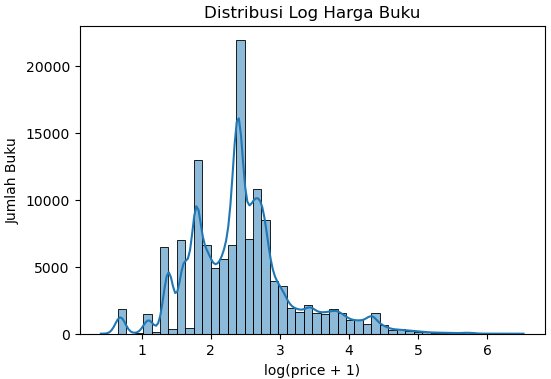 Distribusi Log Harga Buku
Jumlah Buku
20000
15000
10000
5000
0
1 2 3 4 5 6
log(price + 1)